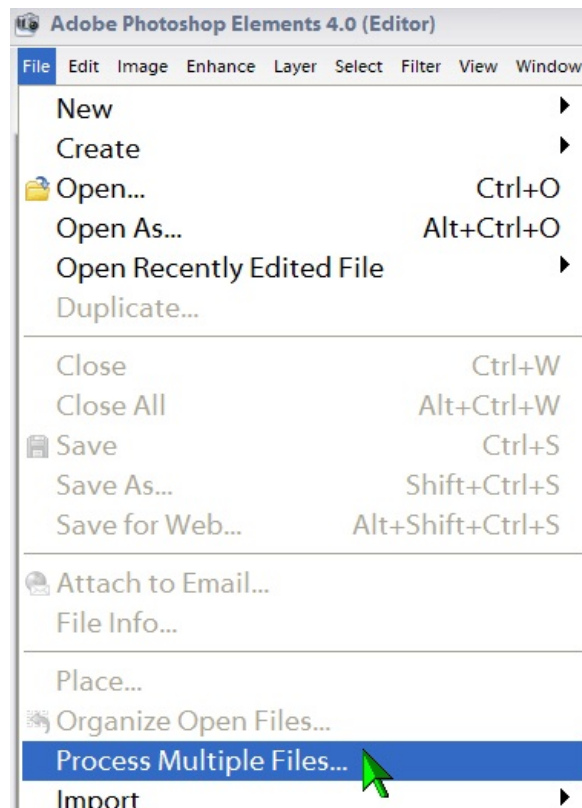 Adobe Photoshop Elements 4.0 (Editor)
File Edit Image Enhance Layer Select Filter View Window
New
Create
Open... Ctrl+O
Open As... Alt+Ctrl+O
Open Recently Edited File
Duplicate...
Close Ctrl+W
Close All Alt+Ctrl+W
Save Ctrl+S
Save As... Shift+Ctrl+S
Save for Web... Alt+Shift+Ctrl+S
Attach to Email...
File Info...
Place...
Organize Open Files...
Process Multiple Files...
Import